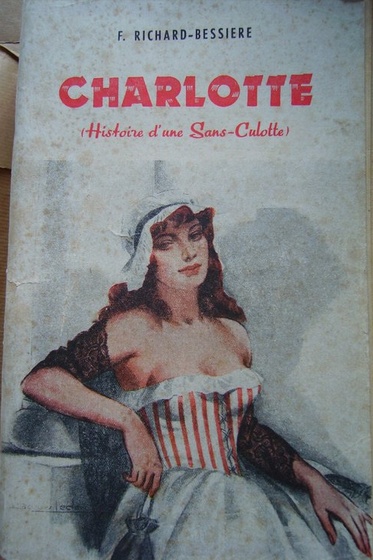 F. RICHARD-BESSIERE
CHARLOTTE
(Histoire d'une Sans-Culotte)